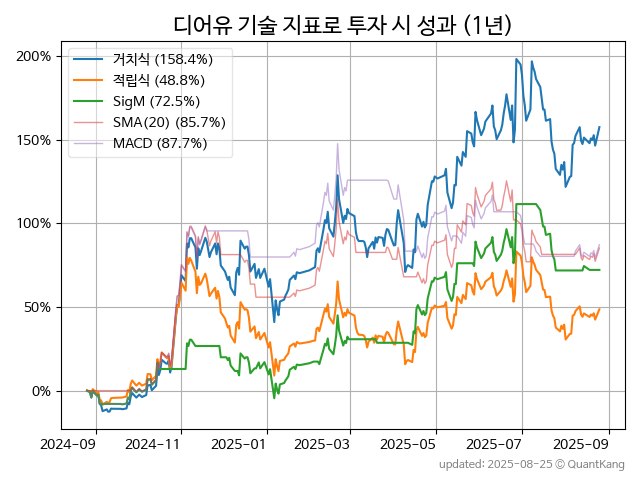 디어유 기술 지표로 투자 시 성과 (1년)
거치식 (158.4%)
적립식 (48.8%)
SigM (72.5%)
SMA(20) (85.7%)
MACD (87.7%)
200%
150%
100%
50%
0%
2024-09 2024-11 2025-01 2025-03 2025-05 2025-07 2025-09
updated: 2025-08-25 © QuantKang